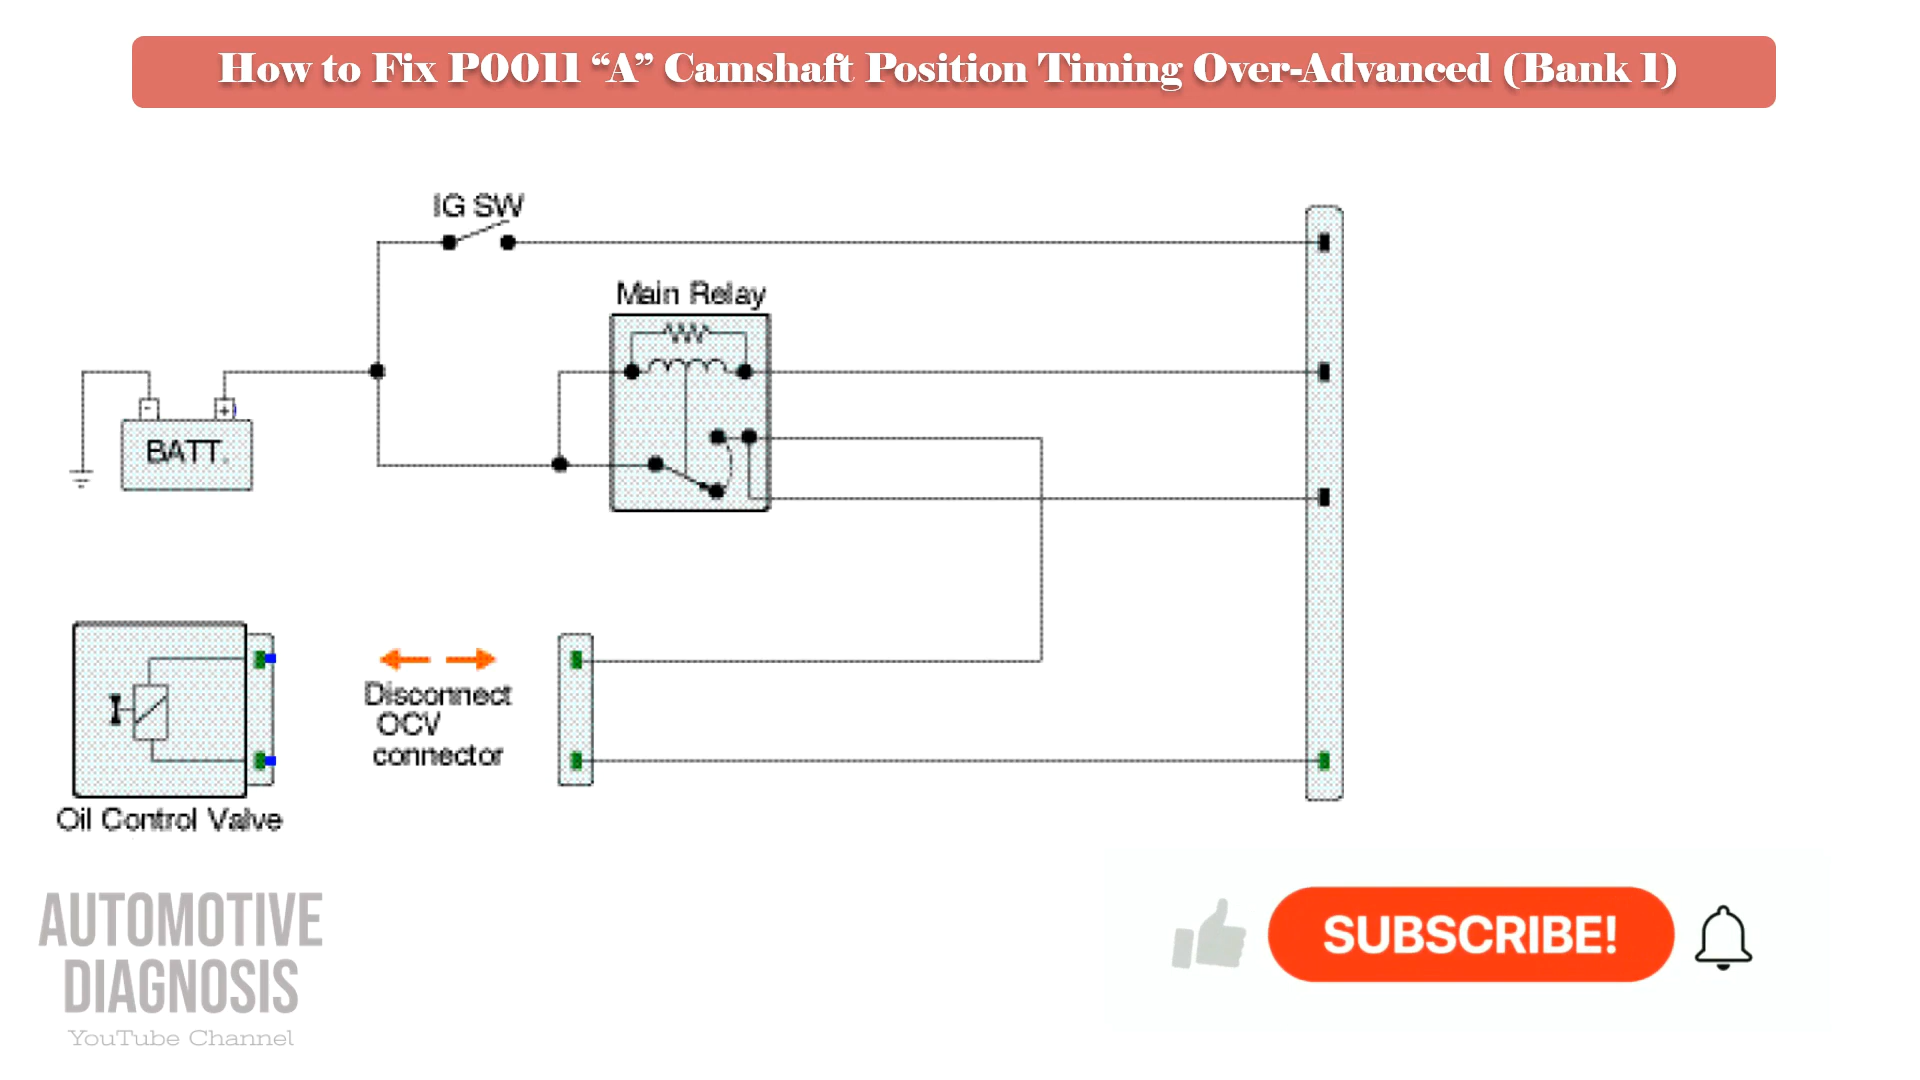 How to Fix P0011 “A” Camshaft Position Timing Over-Advanced (Bank 1)
IG SW
Main Relay
- +
BATT.
Disconnect
OCV
connector
Oil Control Valve
AUTOMOTIVE
DIAGNOSIS
YouTube Channel
SUBSCRIBE!